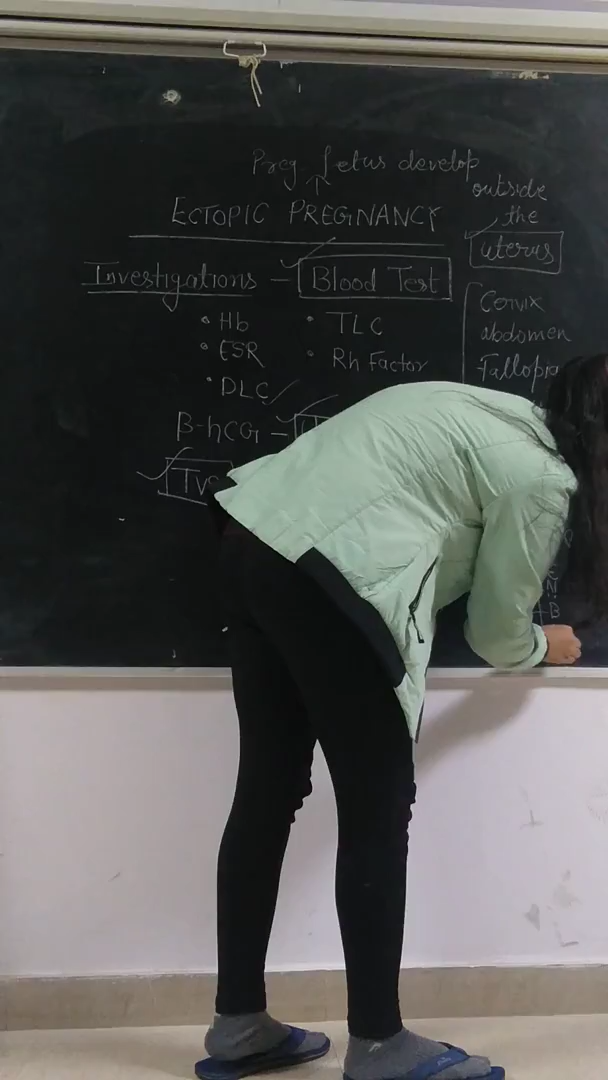 Preg fetus develop
outside
the
uterus
ECTOPIC PREGNANCY
Investigations - Blood Test
• Hb • TLC
• ESR • Rh Factor
• DLC
β-hCG -
Cervix
abdomen